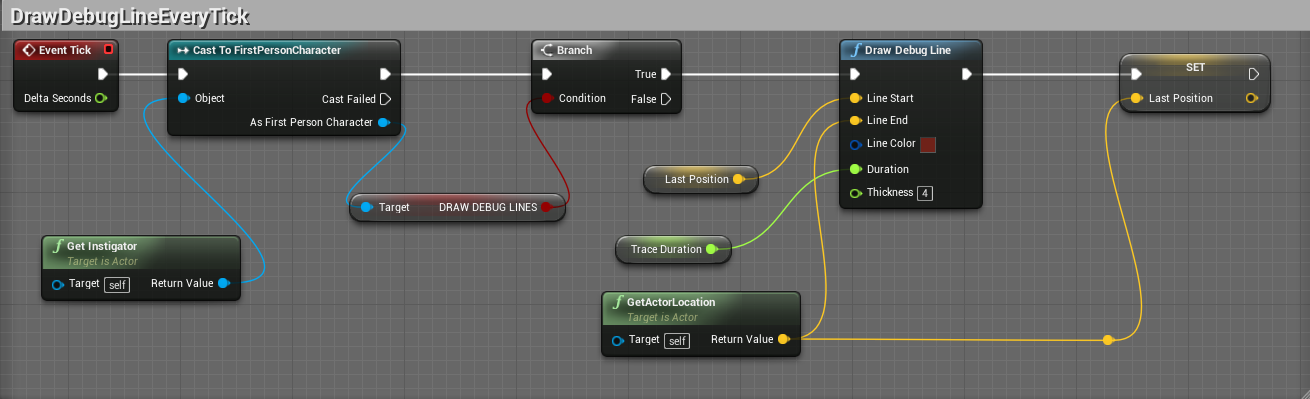 DrawDebugLineEveryTick
Event Tick
Delta Seconds
Cast To FirstPersonCharacter
Object
Cast Failed
As First Person Character
Branch
True
Condition
False
Draw Debug Line
Line Start
Line End
Line Color
Duration
Thickness 4
SET
Last Position
Last Position
Target DRAW DEBUG LINES
Trace Duration
Get Instigator
Target is Actor
Target self Return Value
GetActorLocation
Target is Actor
Target self Return Value